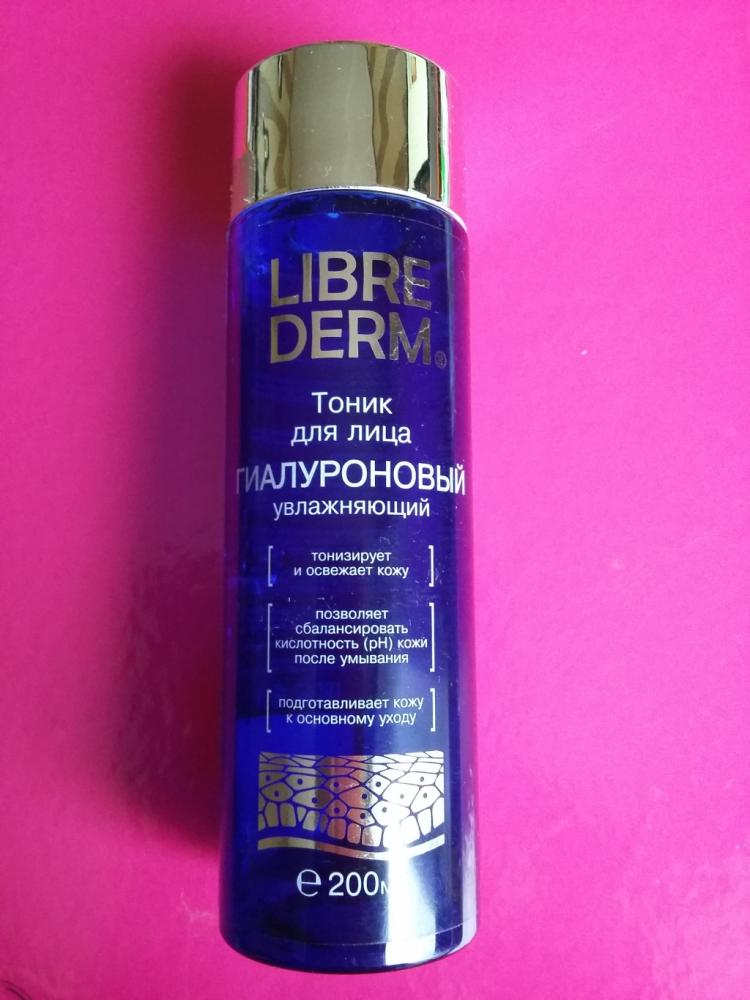 LIBRE
DERM®
Тоник
для лица
ГИАЛУРОНОВЫЙ
увлажняющий
тонизирует
и освежает кожу
позволяет
сбалансировать
кислотность (pH) кожи
после умывания
подготавливает кожу
к основному уходу
℮ 200